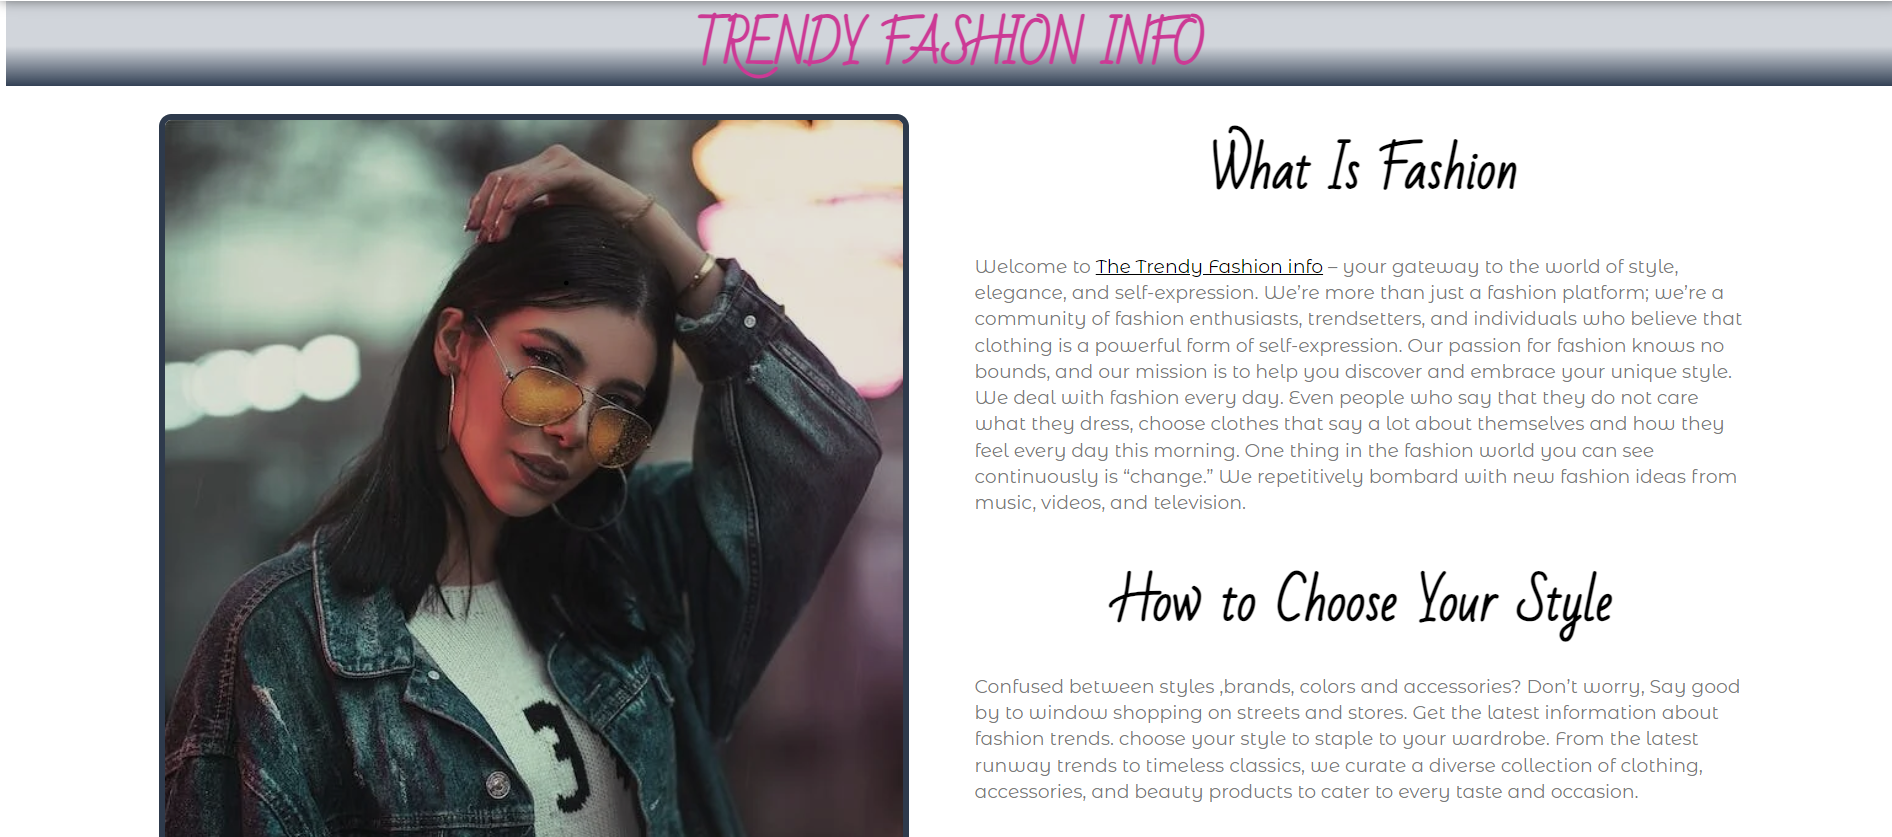 TRENDY FASHION INFO
What Is Fashion
Welcome to The Trendy Fashion info – your gateway to the world of style,
elegance, and self-expression. We’re more than just a fashion platform; we’re a
community of fashion enthusiasts, trendsetters, and individuals who believe that
clothing is a powerful form of self-expression. Our passion for fashion knows no
bounds, and our mission is to help you discover and embrace your unique style.
We deal with fashion every day. Even people who say that they do not care
what they dress, choose clothes that say a lot about themselves and how they
feel every day this morning. One thing in the fashion world you can see
continuously is “change.” We repetitively bombard with new fashion ideas from
music, videos, and television.
How to Choose Your Style
Confused between styles ,brands, colors and accessories? Don’t worry, Say good
by to window shopping on streets and stores. Get the latest information about
fashion trends. choose your style to staple to your wardrobe. From the latest
runway trends to timeless classics, we curate a diverse collection of clothing,
accessories, and beauty products to cater to every taste and occasion.
3